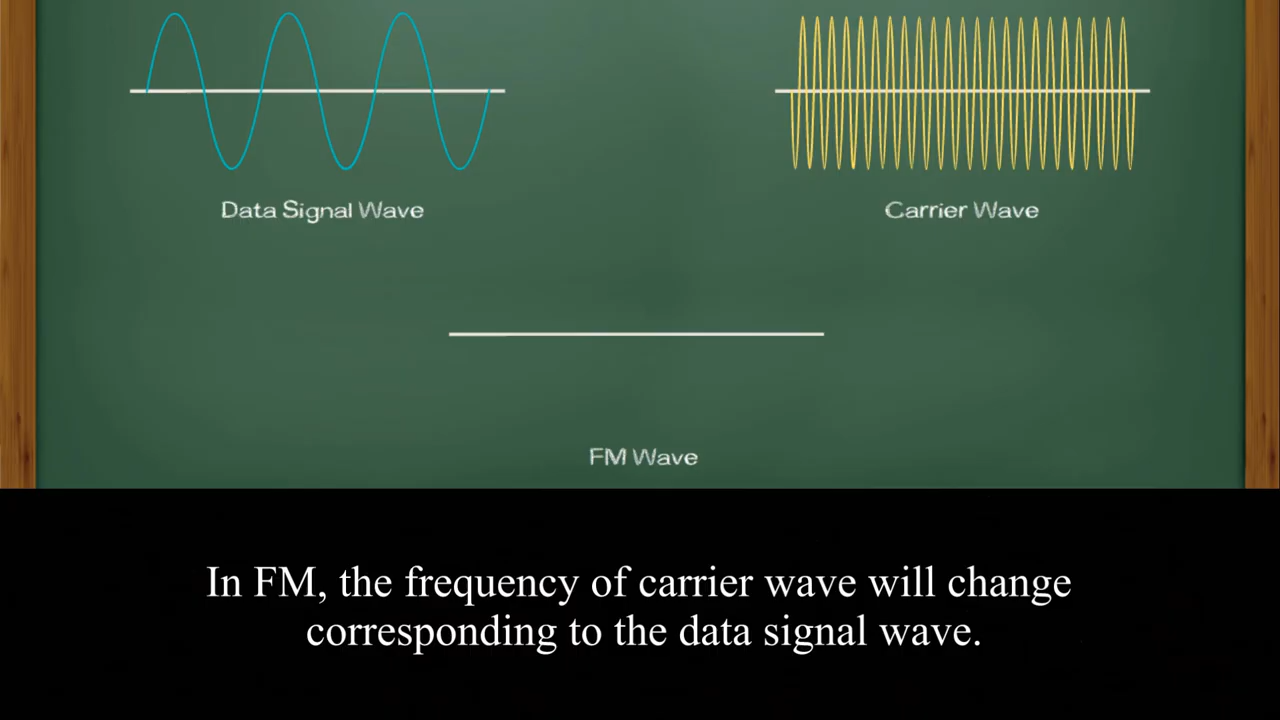 Data Signal Wave
Carrier Wave
FM Wave
In FM, the frequency of carrier wave will change
corresponding to the data signal wave.